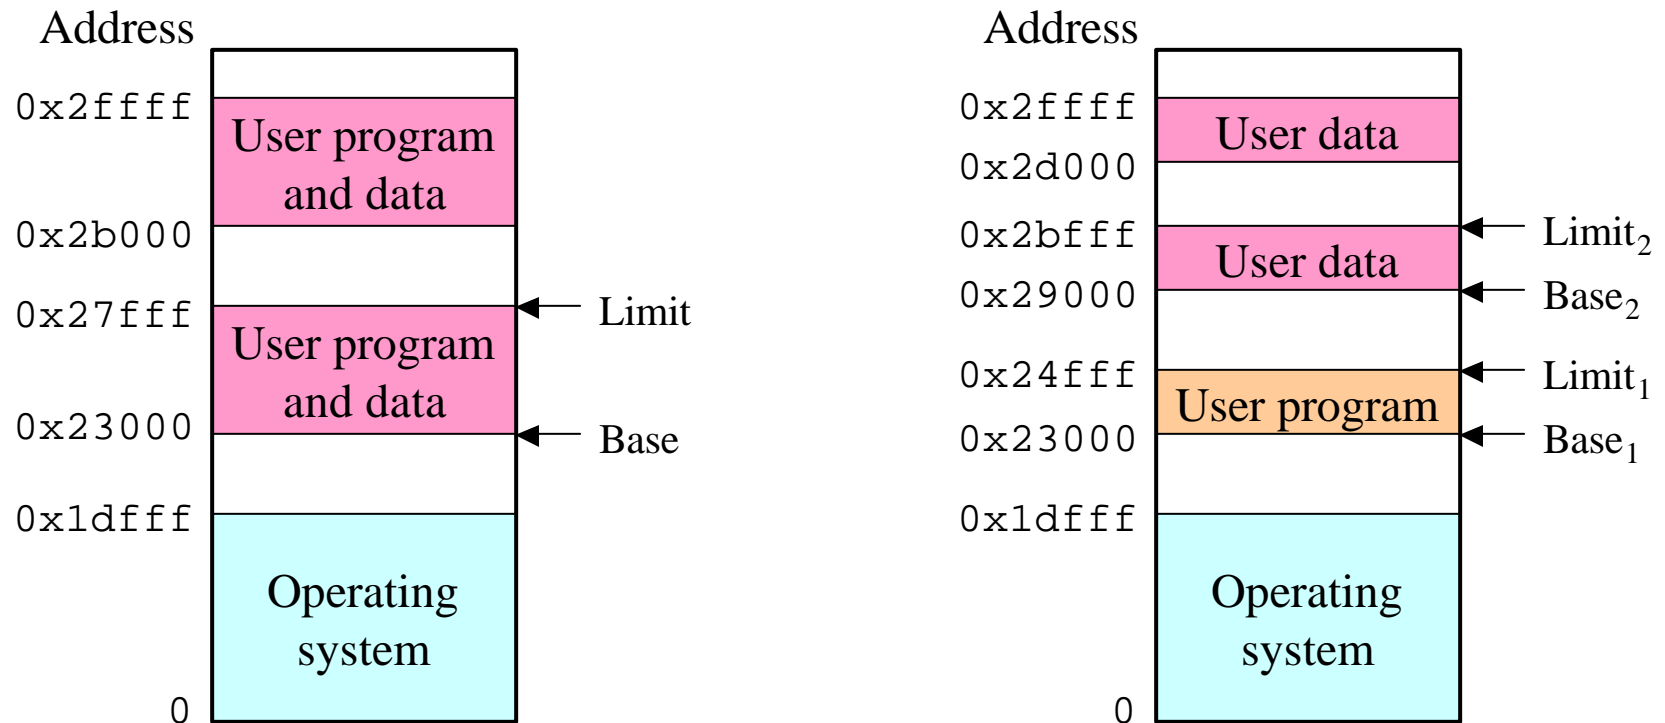 Address
0x2ffff
User program
and data
0x2b000
0x27fff
Limit
User program
and data
0x23000
Base
0x1dfff
Operating
system
0
Address
0x2ffff
User data
0x2d000
0x2bfff
Limit2
User data
0x29000
Base2
0x24fff
Limit1
User program
0x23000
Base1
0x1dfff
Operating
system
0